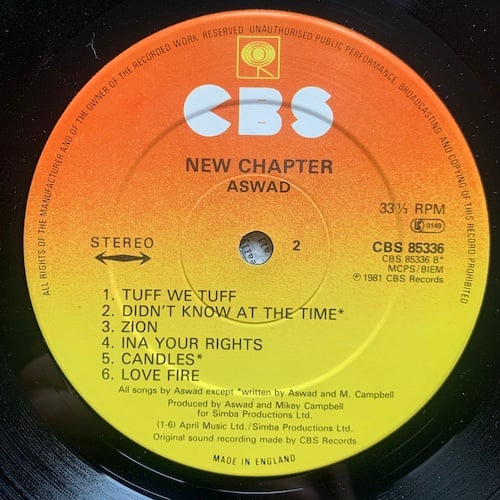 ALL RIGHTS OF THE MANUFACTURER AND OF THE OWNER OF THE RECORDED WORK RESERVED UNAUTHORISED PUBLIC PERFORMANCE, BROADCASTING AND COPYING OF THIS RECORD PROHIBITED
CBS
NEW CHAPTER
ASWAD
33⅓ RPM
0149
STEREO
2
CBS 85336
CBS 85336 B*
MCPS/BIEM
℗ 1981 CBS Records
1. TUFF WE TUFF
2. DIDN'T KNOW AT THE TIME*
3. ZION
4. INA YOUR RIGHTS
5. CANDLES*
6. LOVE FIRE
All songs by Aswad except *written by Aswad and M. Campbell
Produced by Aswad and Mikey Campbell
for Simba Productions Ltd.
(1-6) April Music Ltd./Simba Productions Ltd.
Original sound recording made by CBS Records
MADE IN ENGLAND